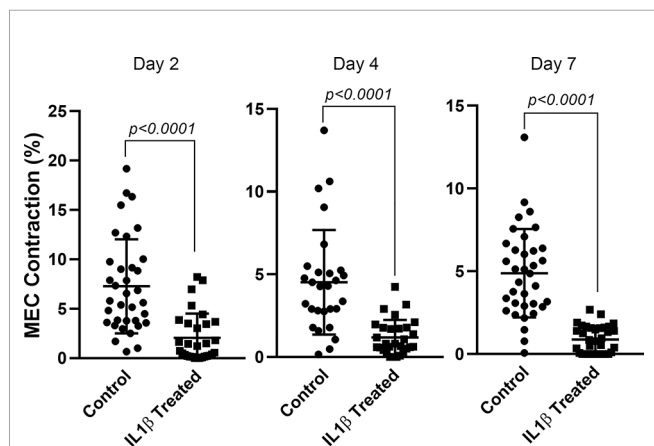 Day 2
Day 4
Day 7
MEC Contraction (%)
25
20
15
10
5
0
p<0.0001
Control
IL1β Treated
15
10
5
0
p<0.0001
Control
IL1β Treated
15
10
5
0
p<0.0001
Control
IL1β Treated